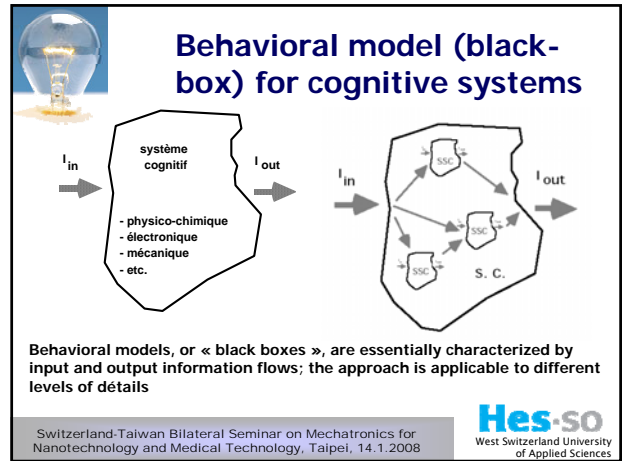 Behavioral model (black-
box) for cognitive systems
système
cognitif
I in
I out
- physico-chimique
- électronique
- mécanique
- etc.
I in
I out
SSC
SSC
SSC
S. C.
Behavioral models, or « black boxes », are essentially characterized by
input and output information flows; the approach is applicable to different
levels of détails
Switzerland-Taiwan Bilateral Seminar on Mechatronics for
Nanotechnology and Medical Technology, Taipei, 14.1.2008
Hes·so
West Switzerland University
of Applied Sciences